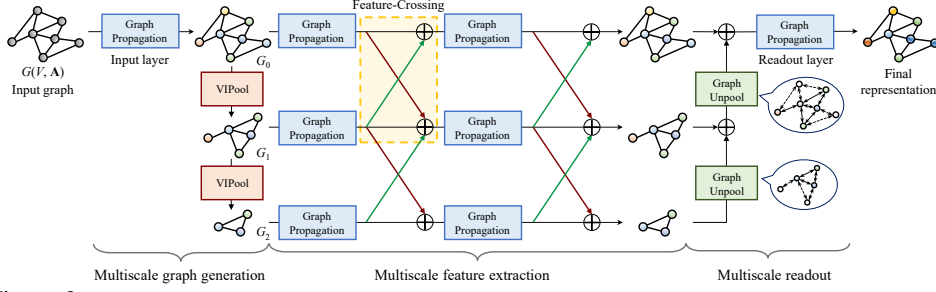 Feature-Crossing
Graph
Propagation
Input layer
G(V, A)
Input graph
G0
Graph
Propagation
Graph
Propagation
Graph
Propagation
Readout layer
Final
representation
VIPool
Graph
Unpool
G1
Graph
Propagation
Graph
Propagation
VIPool
Graph
Unpool
G2
Graph
Propagation
Graph
Propagation
Multiscale graph generation
Multiscale feature extraction
Multiscale readout